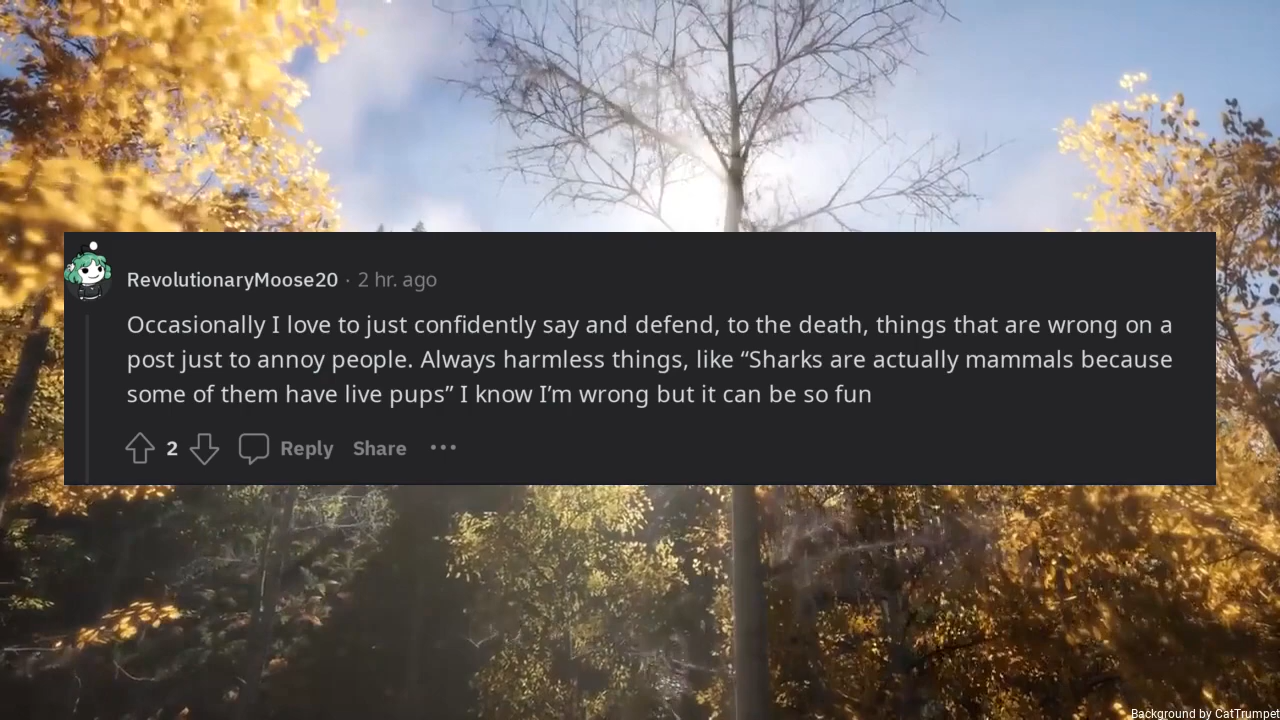 RevolutionaryMoose20 · 2 hr. ago
Occasionally I love to just confidently say and defend, to the death, things that are wrong on a
post just to annoy people. Always harmless things, like “Sharks are actually mammals because
some of them have live pups” I know I’m wrong but it can be so fun
2 Reply Share ···
Background by CatTrumpet